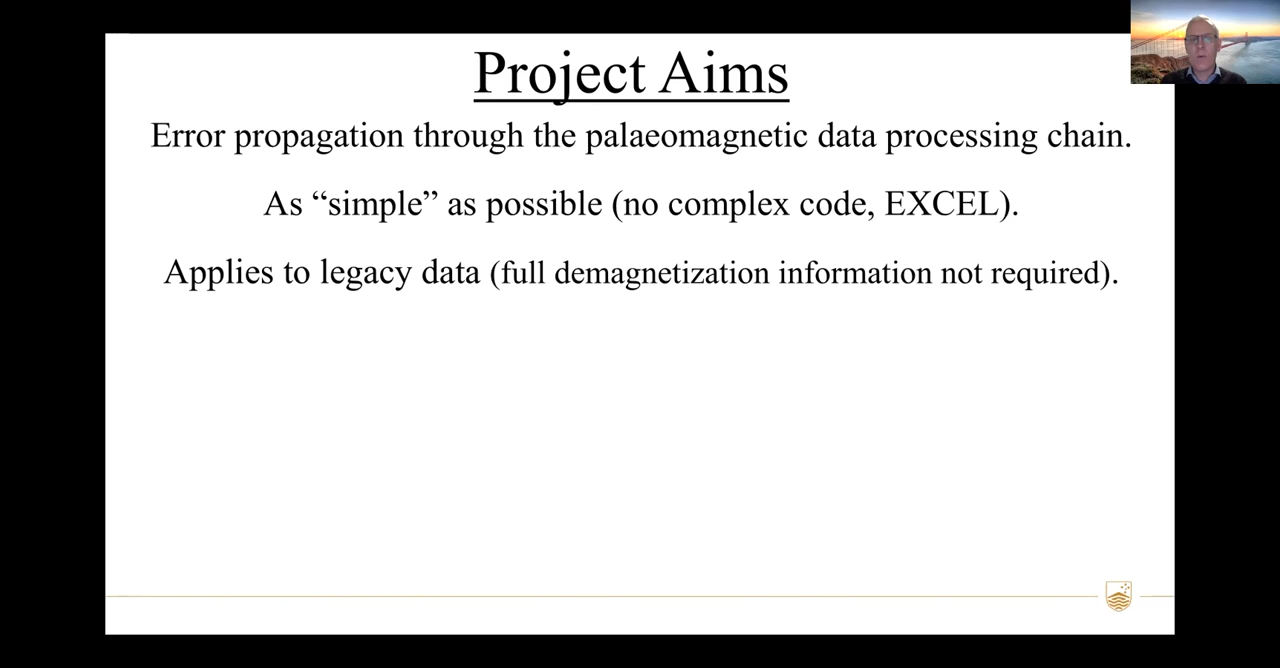 Project Aims
Error propagation through the palaeomagnetic data processing chain.
As “simple” as possible (no complex code, EXCEL).
Applies to legacy data (full demagnetization information not required).